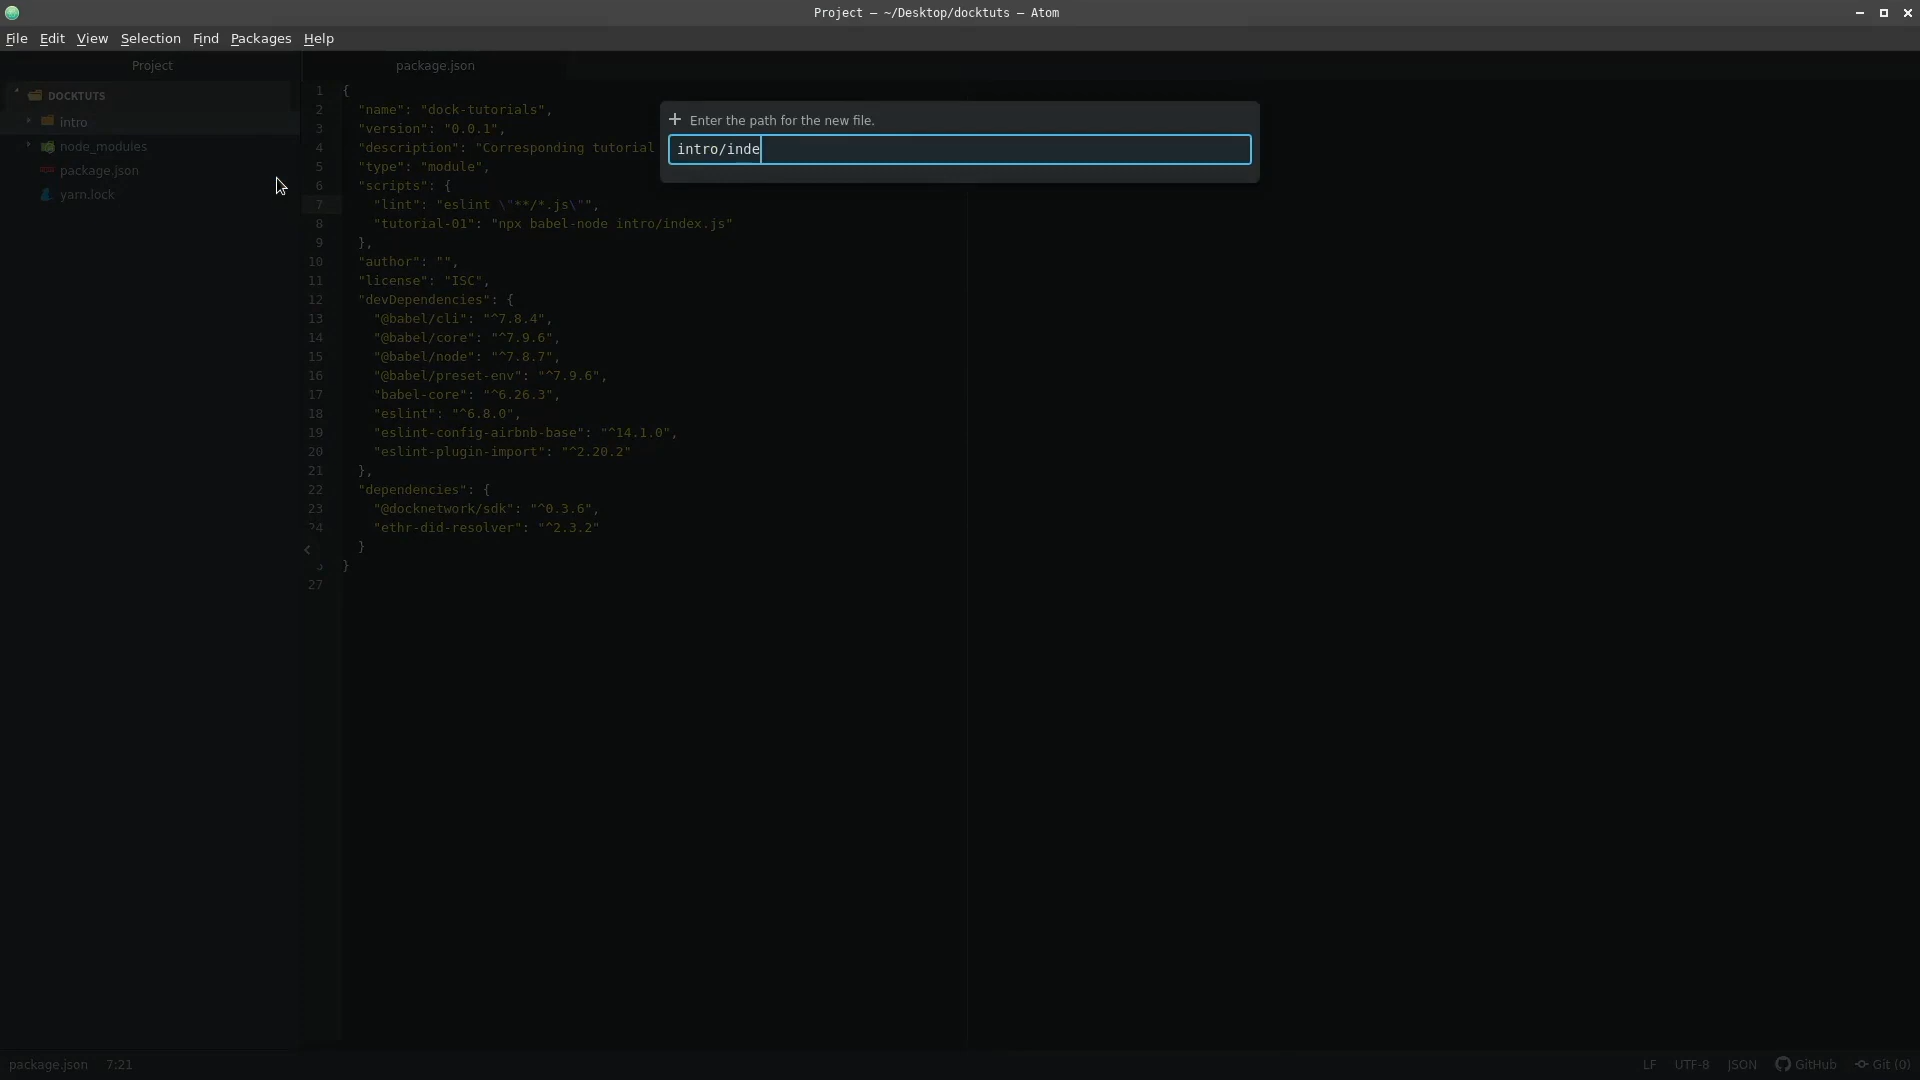 Project — ~/Desktop/docktuts — Atom
File Edit View Selection Find Packages Help
Project
package.json
DOCKTUTS
intro
node_modules
package.json
yarn.lock
+ Enter the path for the new file.
intro/inde
1 {
2 "name": "dock-tutorials",
3 "version": "0.0.1",
4 "description": "Corresponding tutorial
5 "type": "module",
6 "scripts": {
7 "lint": "eslint \"**/*.js\"",
8 "tutorial-01": "npx babel-node intro/index.js"
9 },
10 "author": "",
11 "license": "ISC",
12 "devDependencies": {
13 "@babel/cli": "^7.8.4",
14 "@babel/core": "^7.9.6",
15 "@babel/node": "^7.8.7",
16 "@babel/preset-env": "^7.9.6",
17 "babel-core": "^6.26.3",
18 "eslint": "^6.8.0",
19 "eslint-config-airbnb-base": "^14.1.0",
20 "eslint-plugin-import": "^2.20.2"
21 },
22 "dependencies": {
23 "@docknetwork/sdk": "^0.3.6",
24 "ethr-did-resolver": "^2.3.2"
}
}
27
package.json 7:21
LF UTF-8 JSON GitHub Git (0)